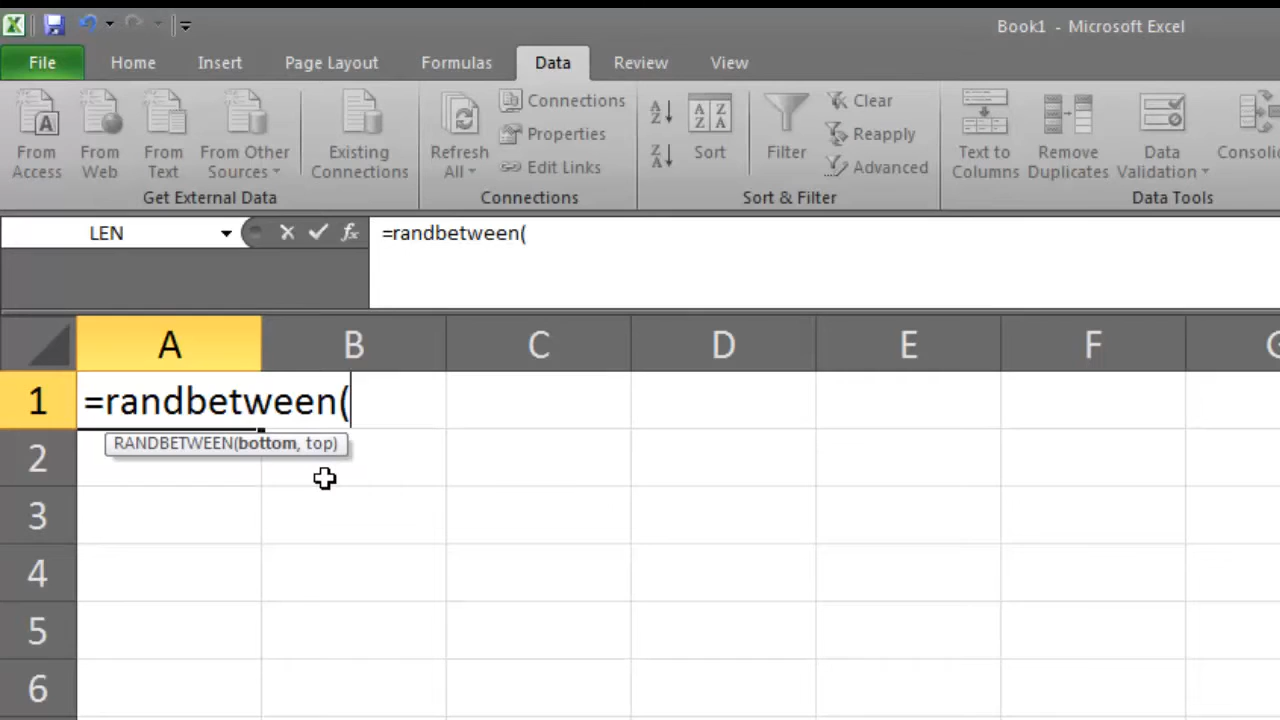 Book1 - Microsoft Excel
File Home Insert Page Layout Formulas Data Review View
From Access
From Web
From Text
From Other Sources
Existing Connections
Get External Data
Refresh All
Connections
Properties
Edit Links
Connections
A Z
Z A
A Z Z A
Sort
Filter
Clear
Reapply
Advanced
Sort & Filter
Text to Columns
Remove Duplicates
Data Validation
Consoli
Data Tools
LEN fx =randbetween(
A B C D E F
1 =randbetween(
RANDBETWEEN(bottom, top)
2
3
4
5
6